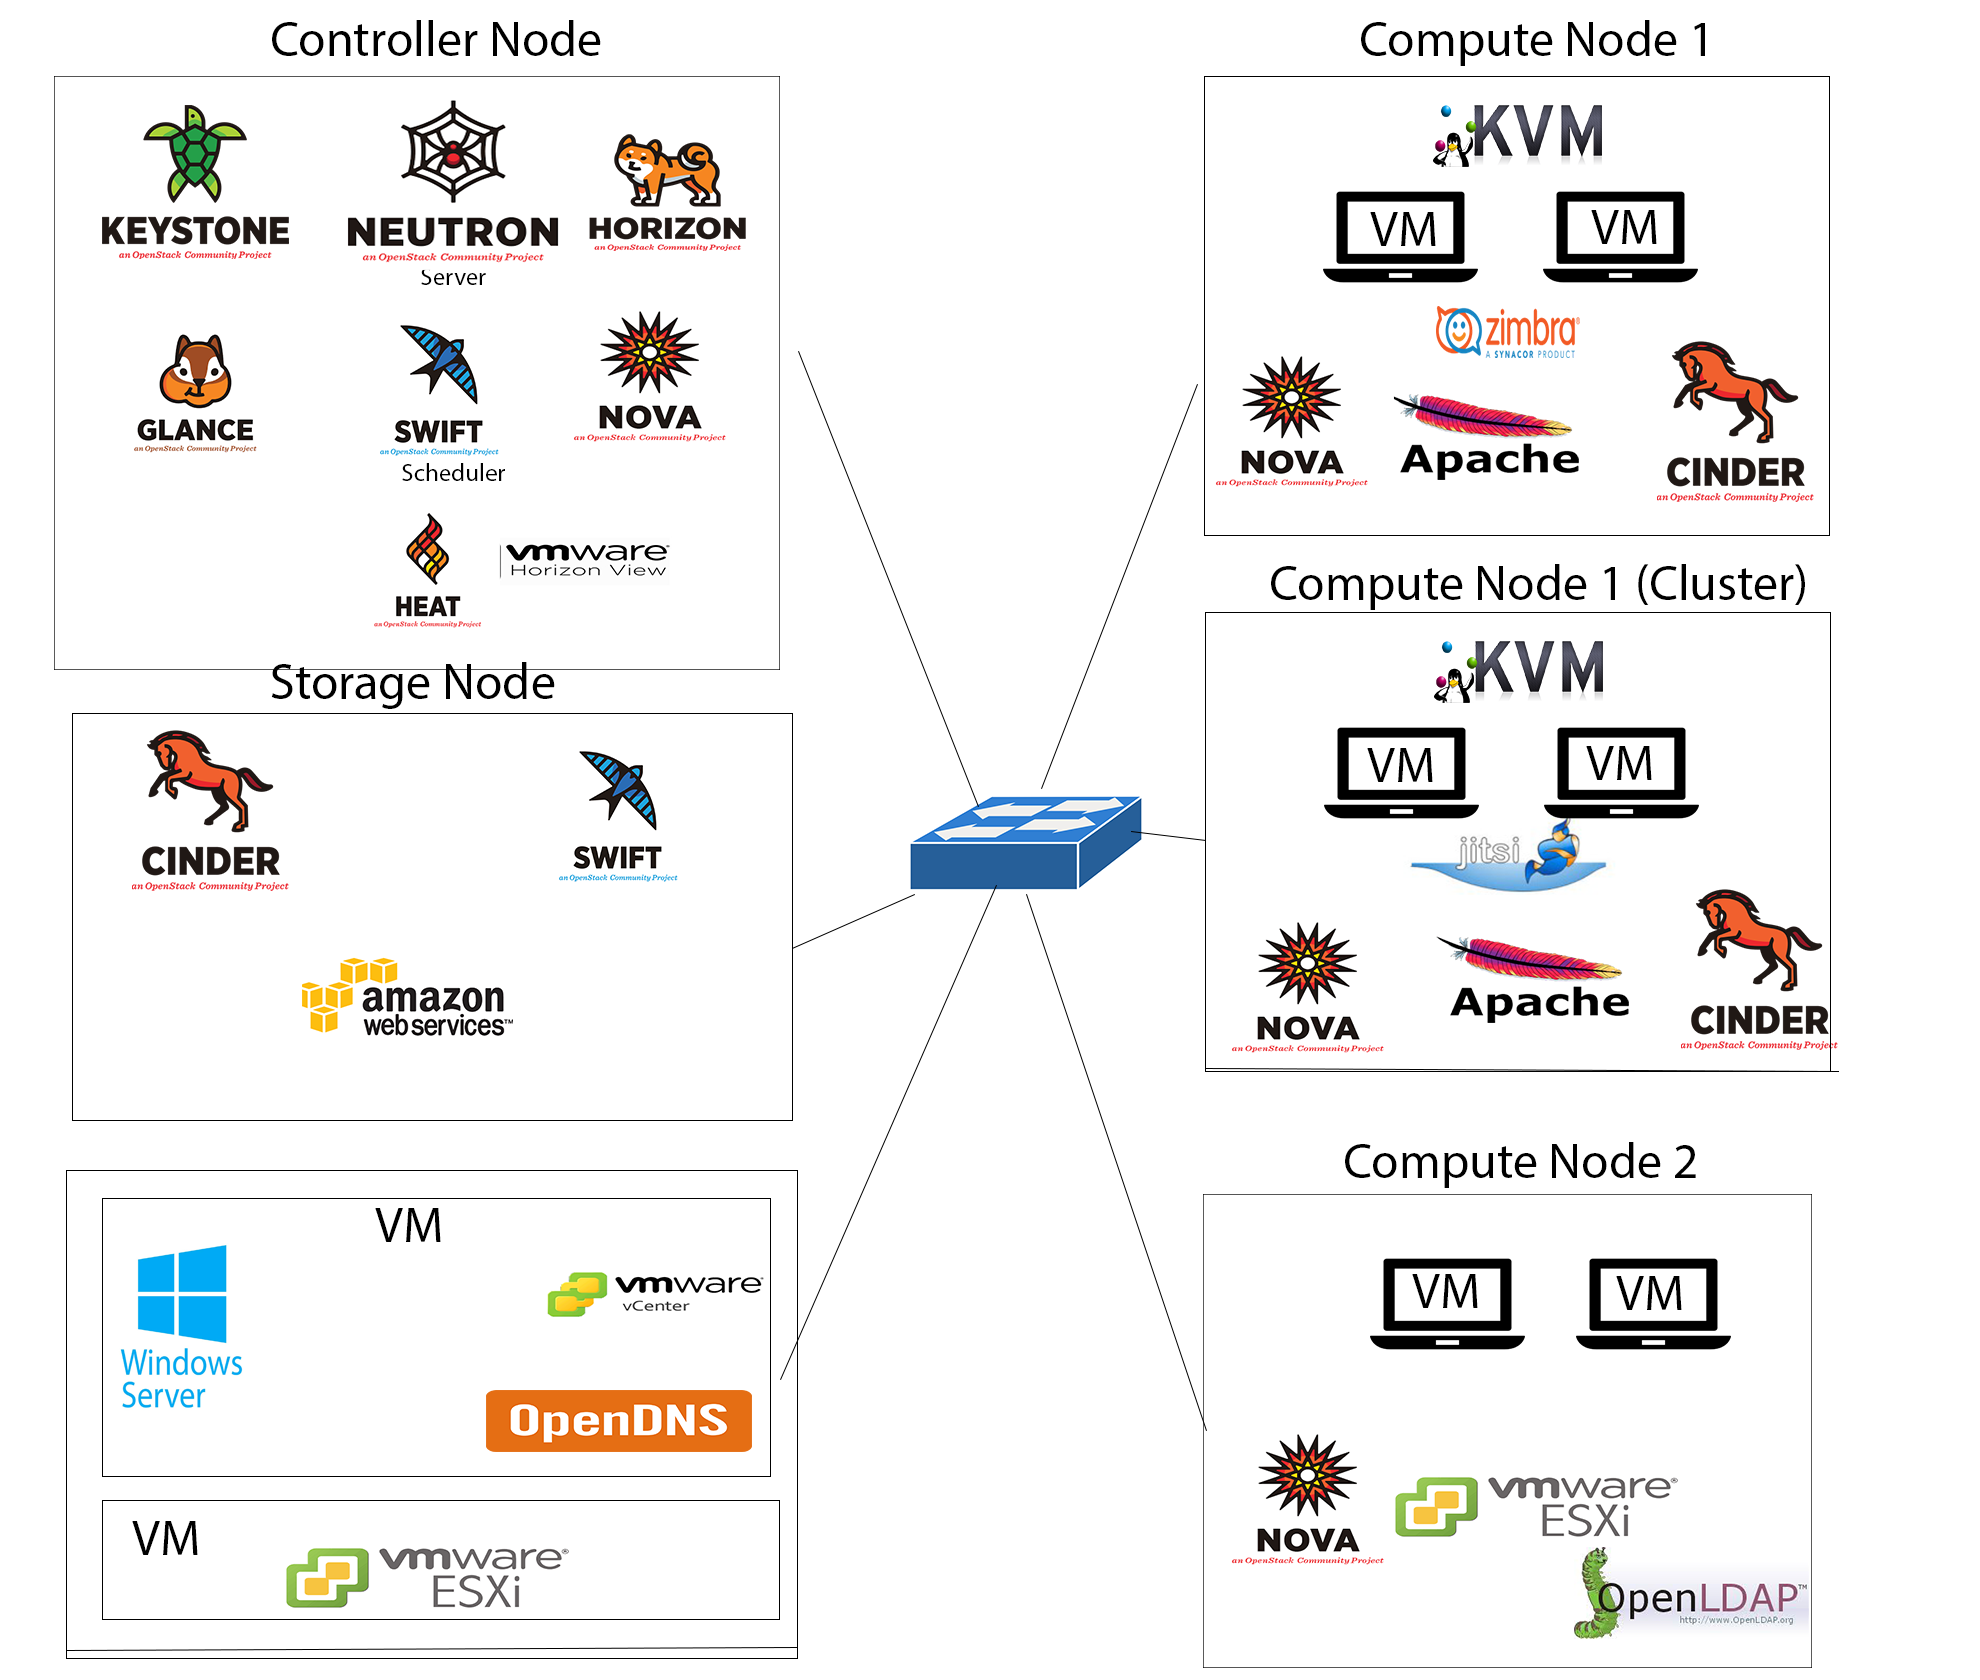 Controller Node
KEYSTONE
an OpenStack Community Project
NEUTRON
an OpenStack Community Project
Server
HORIZON
an OpenStack Community Project
GLANCE
an OpenStack Community Project
SWIFT
an OpenStack Community Project
Scheduler
NOVA
an OpenStack Community Project
HEAT
an OpenStack Community Project
vmware®
Horizon View
Storage Node
CINDER
an OpenStack Community Project
SWIFT
an OpenStack Community Project
amazon
web services™
VM
Windows
Server
vmware®
vCenter
OpenDNS
VM
vmware®
ESXi
Compute Node 1
KVM
VM
VM
zimbra®
A SYNACOR PRODUCT
NOVA
an OpenStack Community Project
Apache
CINDER
an OpenStack Community Project
Compute Node 1 (Cluster)
KVM
VM
VM
jitsi
NOVA
an OpenStack Community Project
Apache
CINDER
an OpenStack Community Project
Compute Node 2
VM
VM
NOVA
an OpenStack Community Project
vmware®
ESXi
OpenLDAP™
http://www.OpenLDAP.org